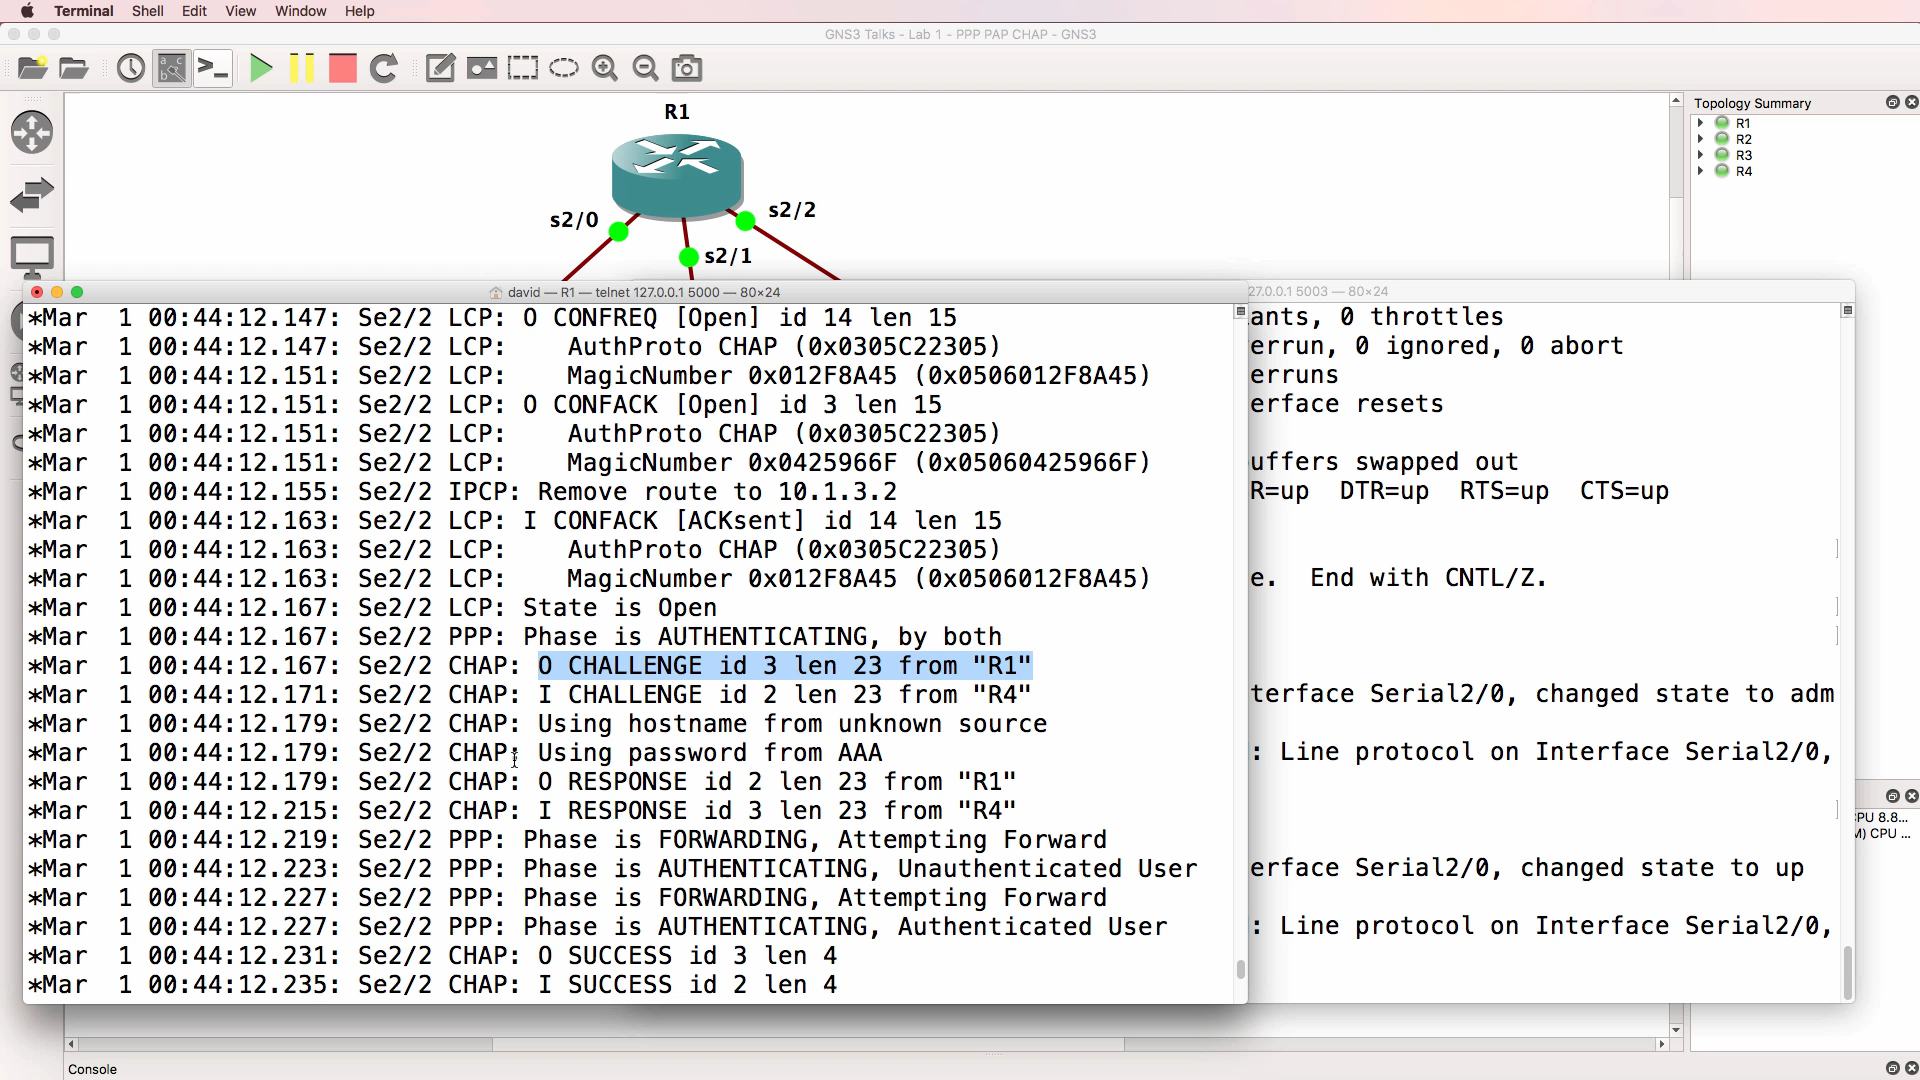 Terminal Shell Edit View Window Help
GNS3 Talks - Lab 1 - PPP PAP CHAP - GNS3
R1
s2/0
s2/2
s2/1
Topology Summary
R1
R2
R3
R4
david — R1 — telnet 127.0.0.1 5000 — 80×24
*Mar  1 00:44:12.147: Se2/2 LCP: O CONFREQ [Open] id 14 len 15
*Mar  1 00:44:12.147: Se2/2 LCP:    AuthProto CHAP (0x0305C22305)
*Mar  1 00:44:12.151: Se2/2 LCP:    MagicNumber 0x012F8A45 (0x0506012F8A45)
*Mar  1 00:44:12.151: Se2/2 LCP: O CONFACK [Open] id 3 len 15
*Mar  1 00:44:12.151: Se2/2 LCP:    AuthProto CHAP (0x0305C22305)
*Mar  1 00:44:12.151: Se2/2 LCP:    MagicNumber 0x0425966F (0x05060425966F)
*Mar  1 00:44:12.155: Se2/2 IPCP: Remove route to 10.1.3.2
*Mar  1 00:44:12.163: Se2/2 LCP: I CONFACK [ACKsent] id 14 len 15
*Mar  1 00:44:12.163: Se2/2 LCP:    AuthProto CHAP (0x0305C22305)
*Mar  1 00:44:12.163: Se2/2 LCP:    MagicNumber 0x012F8A45 (0x0506012F8A45)
*Mar  1 00:44:12.167: Se2/2 LCP: State is Open
*Mar  1 00:44:12.167: Se2/2 PPP: Phase is AUTHENTICATING, by both
*Mar  1 00:44:12.167: Se2/2 CHAP: O CHALLENGE id 3 len 23 from "R1"
*Mar  1 00:44:12.171: Se2/2 CHAP: I CHALLENGE id 2 len 23 from "R4"
*Mar  1 00:44:12.179: Se2/2 CHAP: Using hostname from unknown source
*Mar  1 00:44:12.179: Se2/2 CHAP: Using password from AAA
*Mar  1 00:44:12.179: Se2/2 CHAP: O RESPONSE id 2 len 23 from "R1"
*Mar  1 00:44:12.215: Se2/2 CHAP: I RESPONSE id 3 len 23 from "R4"
*Mar  1 00:44:12.219: Se2/2 PPP: Phase is FORWARDING, Attempting Forward
*Mar  1 00:44:12.223: Se2/2 PPP: Phase is AUTHENTICATING, Unauthenticated User
*Mar  1 00:44:12.227: Se2/2 PPP: Phase is FORWARDING, Attempting Forward
*Mar  1 00:44:12.227: Se2/2 PPP: Phase is AUTHENTICATING, Authenticated User
*Mar  1 00:44:12.231: Se2/2 CHAP: O SUCCESS id 3 len 4
*Mar  1 00:44:12.235: Se2/2 CHAP: I SUCCESS id 2 len 4
27.0.0.1 5003 — 80×24
ants, 0 throttles
errun, 0 ignored, 0 abort
erruns
erface resets
uffers swapped out
R=up  DTR=up  RTS=up  CTS=up
e.  End with CNTL/Z.
terface Serial2/0, changed state to adm
: Line protocol on Interface Serial2/0,
erface Serial2/0, changed state to up
: Line protocol on Interface Serial2/0,
PU 8.8...
M) CPU ...
Console